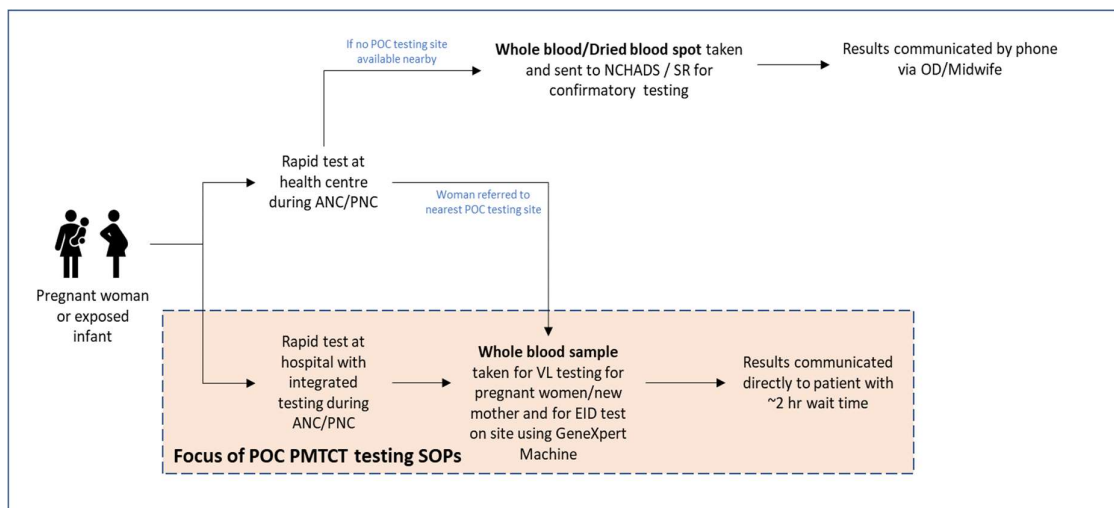 If no POC testing site
available nearby
Whole blood/Dried blood spot taken
and sent to NCHADS / SR for
confirmatory testing
Results communicated by phone
via OD/Midwife
Rapid test at
health centre
during ANC/PNC
Woman referred to
nearest POC testing site
Pregnant woman
or exposed
infant
Rapid test at
hospital with
integrated
testing during
ANC/PNC
Whole blood sample
taken for VL testing for
pregnant women/new
mother and for EID test
on site using GeneXpert
Machine
Results communicated
directly to patient with
~2 hr wait time
Focus of POC PMTCT testing SOPs